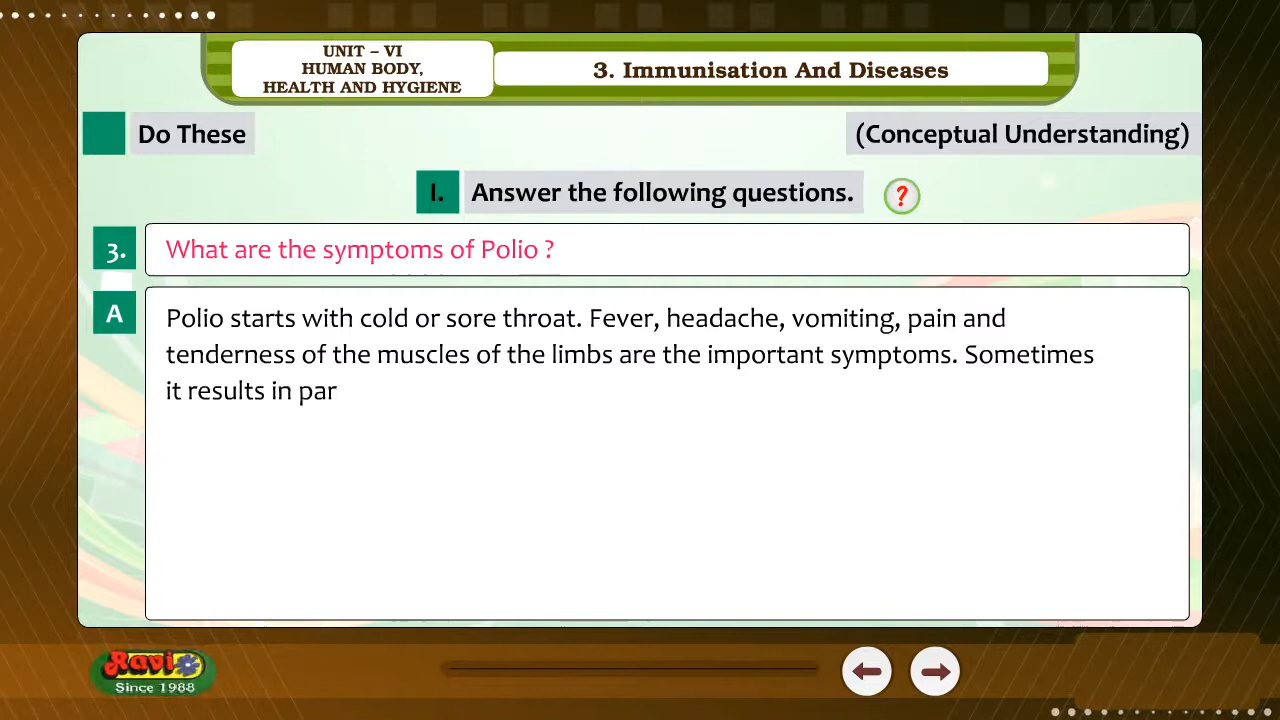 UNIT – VI
HUMAN BODY,
HEALTH AND HYGIENE
3. Immunisation And Diseases
Do These
(Conceptual Understanding)
I. Answer the following questions. ?
3. What are the symptoms of Polio ?
A Polio starts with cold or sore throat. Fever, headache, vomiting, pain and
tenderness of the muscles of the limbs are the important symptoms. Sometimes
it results in par
Ravi
Since 1988